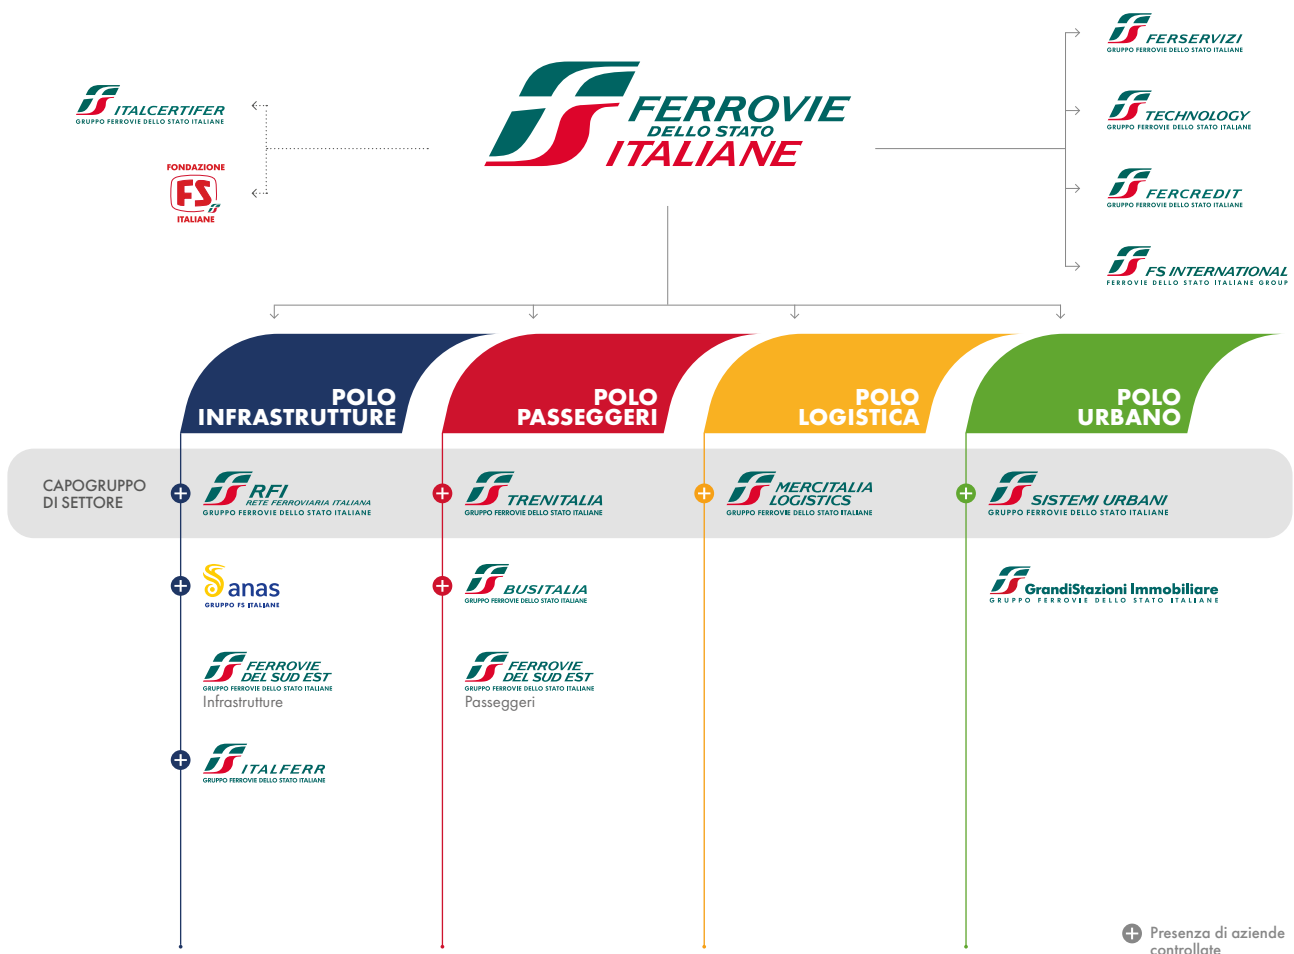 FERROVIE
DELLO STATO
ITALIANE
ITALCERTIFER
GRUPPO FERROVIE DELLO STATO ITALIANE
FONDAZIONE
FS
ITALIANE
FERSERVIZI
GRUPPO FERROVIE DELLO STATO ITALIANE
TECHNOLOGY
GRUPPO FERROVIE DELLO STATO ITALIANE
FERCREDIT
GRUPPO FERROVIE DELLO STATO ITALIANE
FS INTERNATIONAL
FERROVIE DELLO STATO ITALIANE GROUP
POLO
INFRASTRUTTURE
POLO
PASSEGGERI
POLO
LOGISTICA
POLO
URBANO
CAPOGRUPPO
DI SETTORE
RFI
RETE FERROVIARIA ITALIANA
GRUPPO FERROVIE DELLO STATO ITALIANE
TRENITALIA
GRUPPO FERROVIE DELLO STATO ITALIANE
MERCITALIA
LOGISTICS
GRUPPO FERROVIE DELLO STATO ITALIANE
SISTEMI URBANI
GRUPPO FERROVIE DELLO STATO ITALIANE
anas
GRUPPO FS ITALIANE
BUSITALIA
GRUPPO FERROVIE DELLO STATO ITALIANE
GrandiStazioni Immobiliare
GRUPPO FERROVIE DELLO STATO ITALIANE
FERROVIE
DEL SUD EST
GRUPPO FERROVIE DELLO STATO ITALIANE
Infrastrutture
FERROVIE
DEL SUD EST
GRUPPO FERROVIE DELLO STATO ITALIANE
Passeggeri
ITALFERR
GRUPPO FERROVIE DELLO STATO ITALIANE
Presenza di aziende
controllate